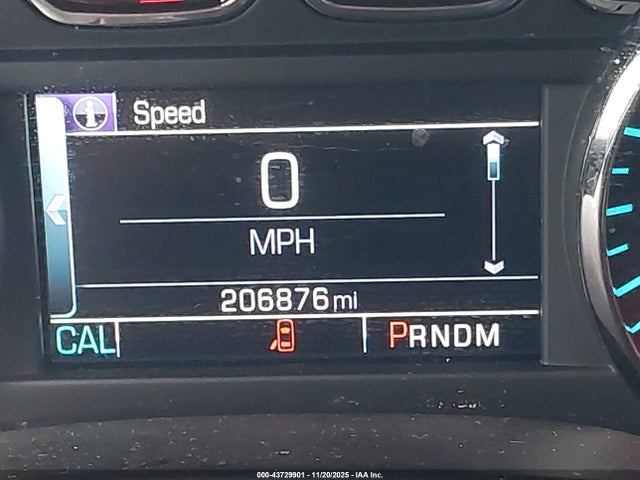 Speed
0
MPH
206876 mi
CAL
PRNDM
000-43729901 - 11/20/2025 - IAA Inc.